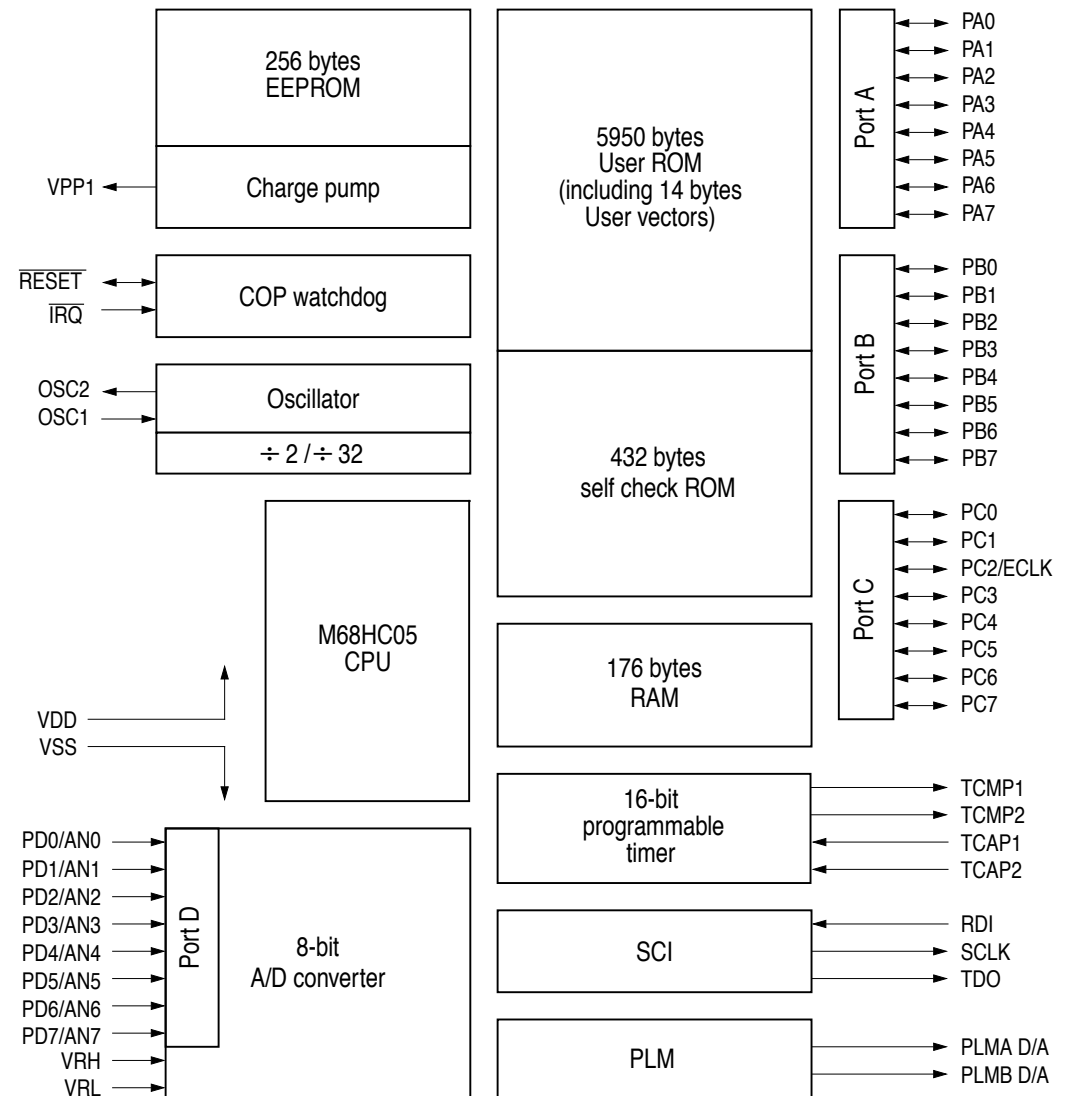 256 bytes
EEPROM
Charge pump
VPP1
RESET
IRQ
COP watchdog
OSC2
OSC1
Oscillator
÷ 2 / ÷ 32
M68HC05
CPU
VDD
VSS
PD0/AN0
PD1/AN1
PD2/AN2
PD3/AN3
PD4/AN4
PD5/AN5
PD6/AN6
PD7/AN7
VRH
VRL
Port D
8-bit
A/D converter
5950 bytes
User ROM
(including 14 bytes
User vectors)
432 bytes
self check ROM
176 bytes
RAM
16-bit
programmable
timer
SCI
PLM
Port A
PA0
PA1
PA2
PA3
PA4
PA5
PA6
PA7
Port B
PB0
PB1
PB2
PB3
PB4
PB5
PB6
PB7
Port C
PC0
PC1
PC2/ECLK
PC3
PC4
PC5
PC6
PC7
TCMP1
TCMP2
TCAP1
TCAP2
RDI
SCLK
TDO
PLMA D/A
PLMB D/A